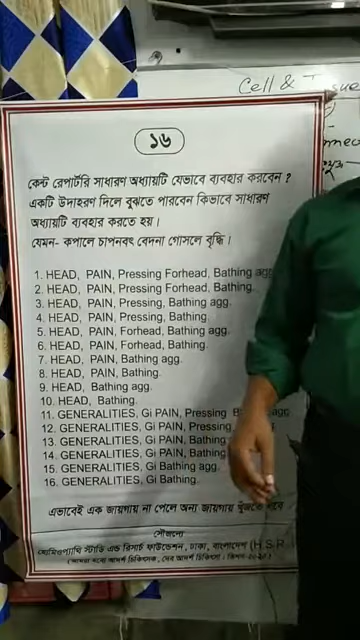 Cell & Tissue
১৬
কেন্ট রেপার্টরি সাধারণ অধ্যায়টি যেভাবে ব্যবহার করবেন ?
একটি উদাহরণ দিলে বুঝতে পারবেন কিভাবে সাধারণ
অধ্যায়টি ব্যবহার করতে হয়।
যেমন- কপালে চাপনবৎ বেদনা গোসলে বৃদ্ধি।
1. HEAD, PAIN, Pressing Forhead, Bathing agg
2. HEAD, PAIN, Pressing Forhead, Bathing.
3. HEAD, PAIN, Pressing, Bathing agg.
4. HEAD, PAIN, Pressing, Bathing.
5. HEAD, PAIN, Forhead, Bathing agg.
6. HEAD, PAIN, Forhead, Bathing.
7. HEAD, PAIN, Bathing agg.
8. HEAD, PAIN, Bathing.
9. HEAD, Bathing agg.
10. HEAD, Bathing.
11. GENERALITIES, Gi PAIN, Pressing B agg
12. GENERALITIES, Gi PAIN, Pressing,
13. GENERALITIES, Gi PAIN, Bathing
14. GENERALITIES, Gi PAIN, Bathing
15. GENERALITIES, Gi Bathing agg.
16. GENERALITIES, Gi Bathing.
এভাবেই এক জায়গায় না পেলে অন্য জায়গায় খুঁজতে হবে
সৌজন্যে
হোমিওপ্যাথি স্টাডি এন্ড রিসার্চ ফাউন্ডেশন, ঢাকা, বাংলাদেশ (H.S.R